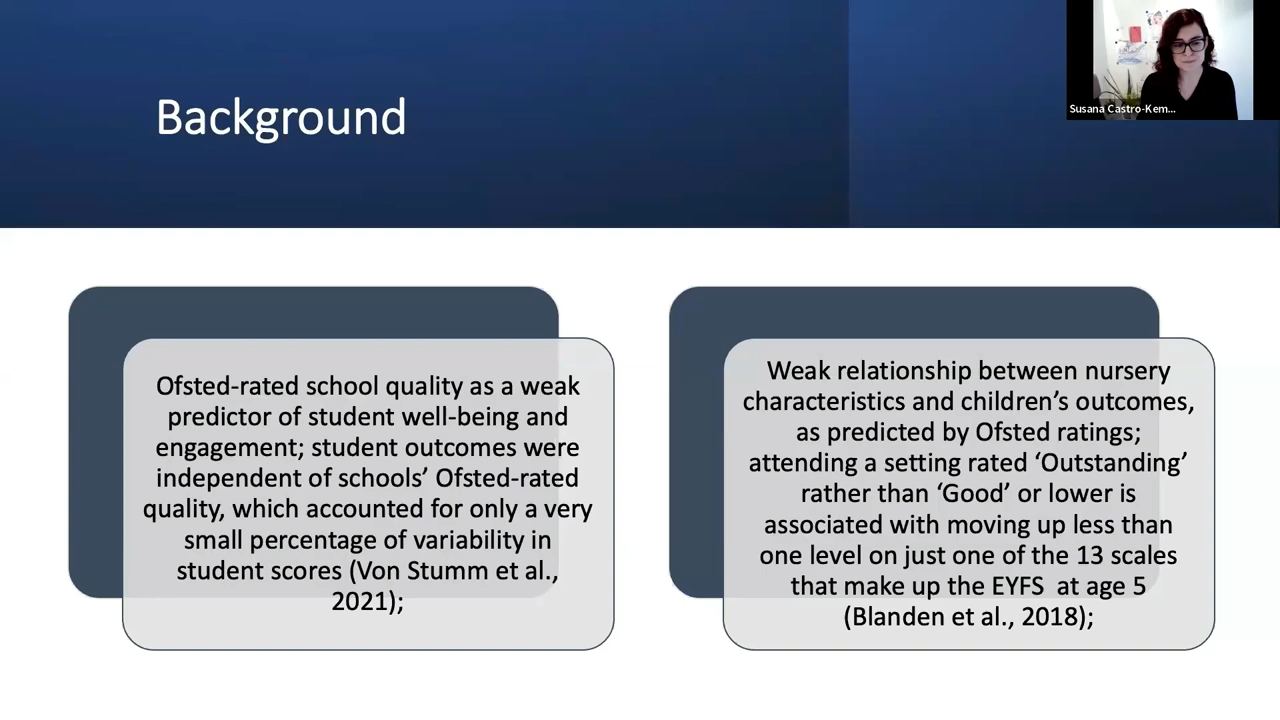 Background
Susana Castro-Kem...
Ofsted-rated school quality as a weak
predictor of student well-being and
engagement; student outcomes were
independent of schools’ Ofsted-rated
quality, which accounted for only a very
small percentage of variability in
student scores (Von Stumm et al.,
2021);
Weak relationship between nursery
characteristics and children’s outcomes,
as predicted by Ofsted ratings;
attending a setting rated ‘Outstanding’
rather than ‘Good’ or lower is
associated with moving up less than
one level on just one of the 13 scales
that make up the EYFS  at age 5
(Blanden et al., 2018);